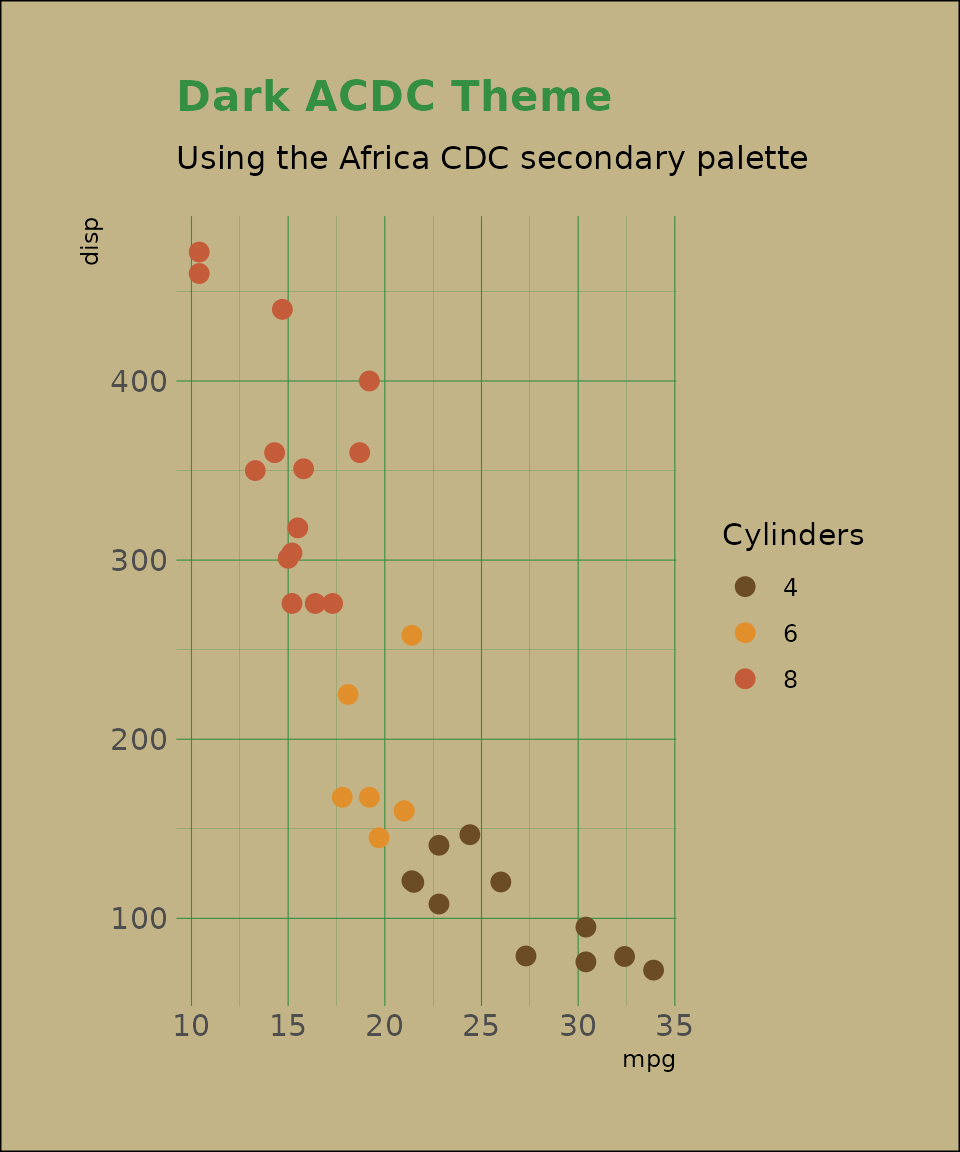 Dark ACDC Theme
Using the Africa CDC secondary palette
disp
400
300
200
100
10 15 20 25 30 35
mpg
Cylinders
4
6
8